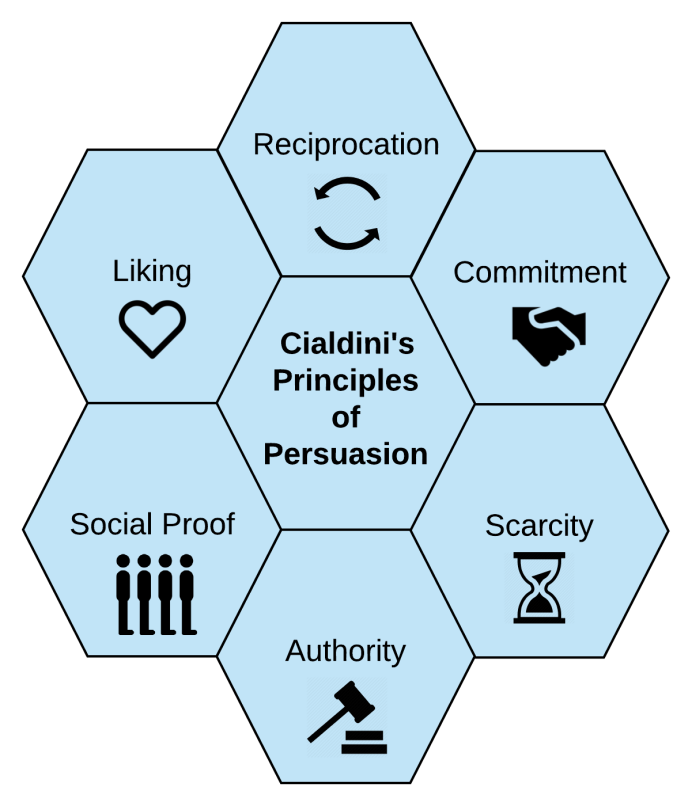 Reciprocation
Liking
Commitment
Cialdini's
Principles
of
Persuasion
Social Proof
Scarcity
Authority